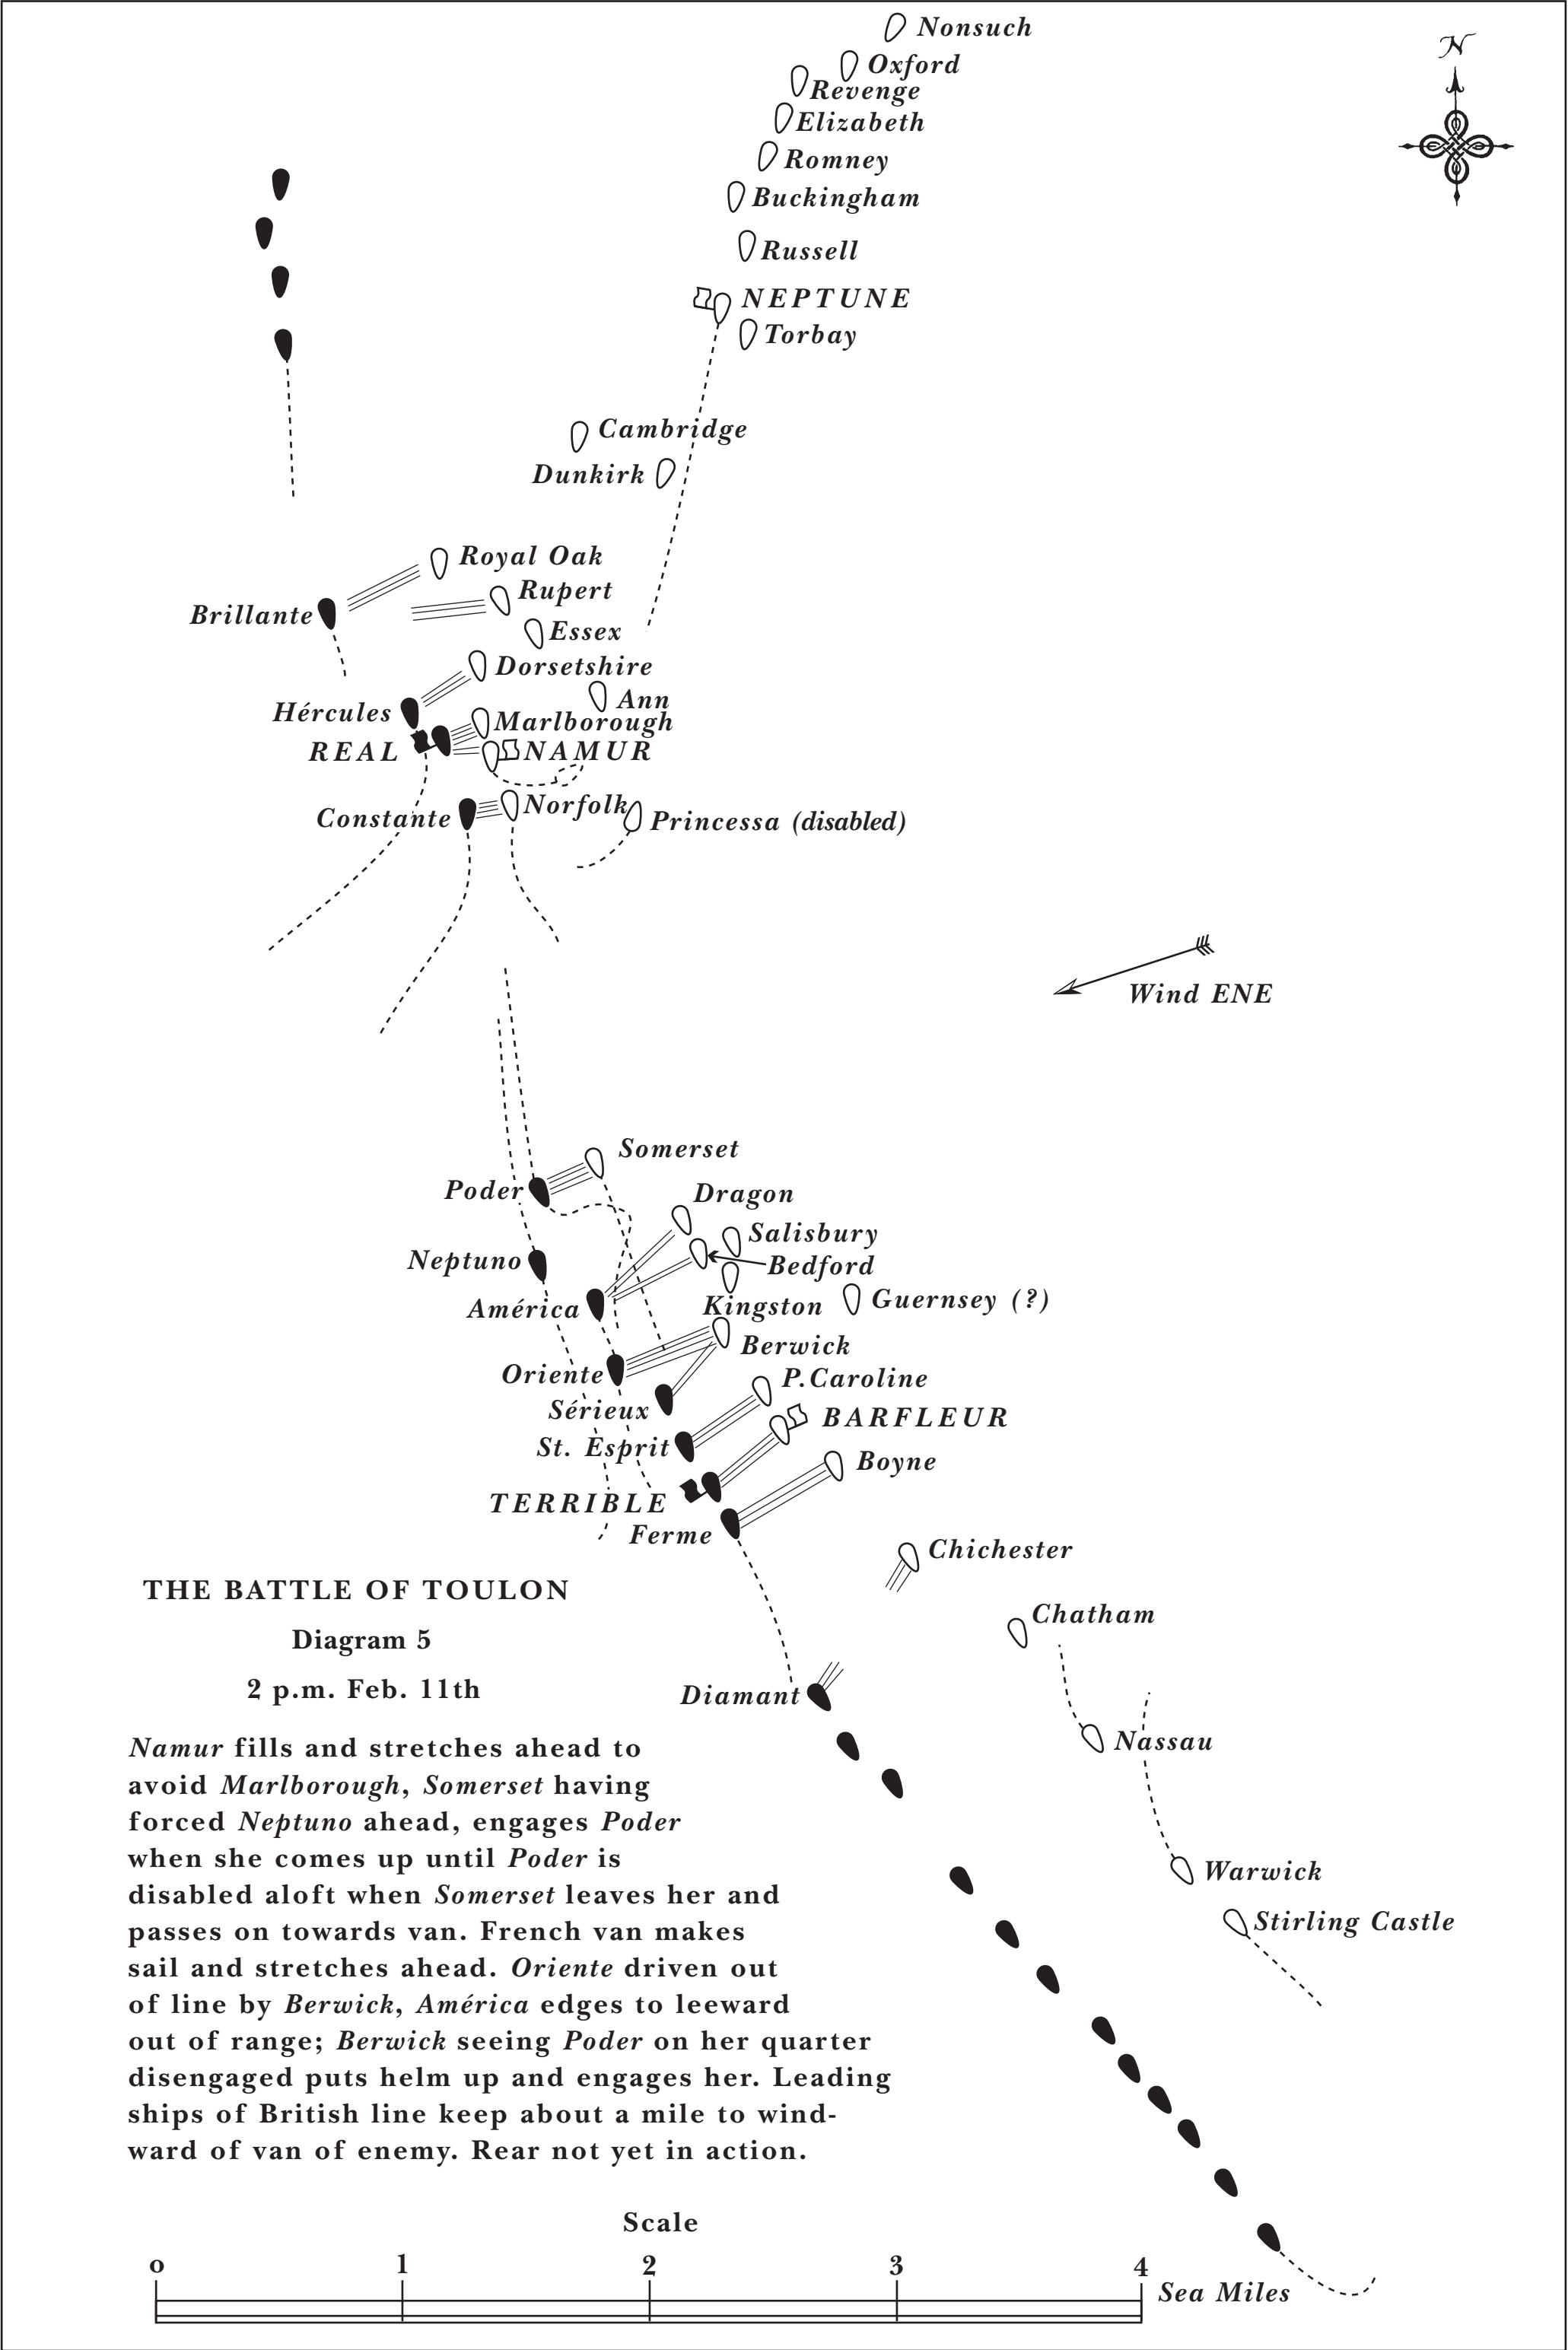 Nonsuch
N
Oxford
Revenge
Elizabeth
Romney
Buckingham
Russell
NEPTUNE
Torbay
Cambridge
Dunkirk
Royal Oak
Rupert
Brillante
Essex
Dorsetshire
Ann
Hércules
Marlborough
REAL
NAMUR
Norfolk
Constante
Princessa (disabled)
Wind ENE
Somerset
Poder
Dragon
Salisbury
Neptuno
Bedford
América
Kingston
Guernsey (?)
Berwick
Oriente
P.Caroline
Sérieux
BARFLEUR
St. Esprit
Boyne
TERRIBLE
Ferme
Chichester
THE BATTLE OF TOULON
Chatham
Diagram 5
2 p.m. Feb. 11th
Diamant
Nassau
Namur fills and stretches ahead to
avoid Marlborough, Somerset having
forced Neptuno ahead, engages Poder
when she comes up until Poder is
disabled aloft when Somerset leaves her and
passes on towards van. French van makes
sail and stretches ahead. Oriente driven out
of line by Berwick, América edges to leeward
out of range; Berwick seeing Poder on her quarter
disengaged puts helm up and engages her. Leading
ships of British line keep about a mile to wind-
ward of van of enemy. Rear not yet in action.
Warwick
Stirling Castle
Scale
0 1 2 3 4
Sea Miles